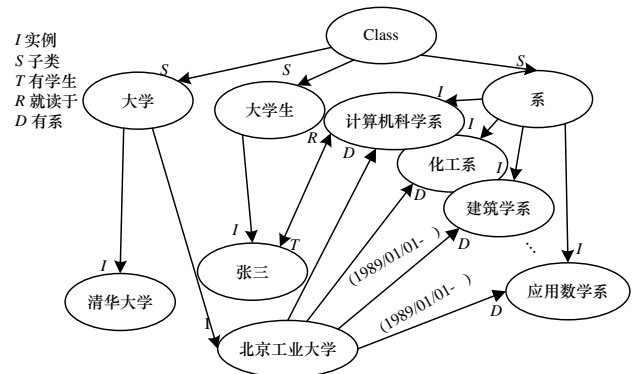 Class
I 实例
S 子类
T 有学生
R 就读于
D 有系
S
S
S
大学
大学生
计算机科学系
系
I
I
R
D
化工系
I
D
建筑学系
I
T
D
I
I
张三
(1989/01/01- )
...
清华大学
应用数学系
I
(1989/01/01- )
D
北京工业大学